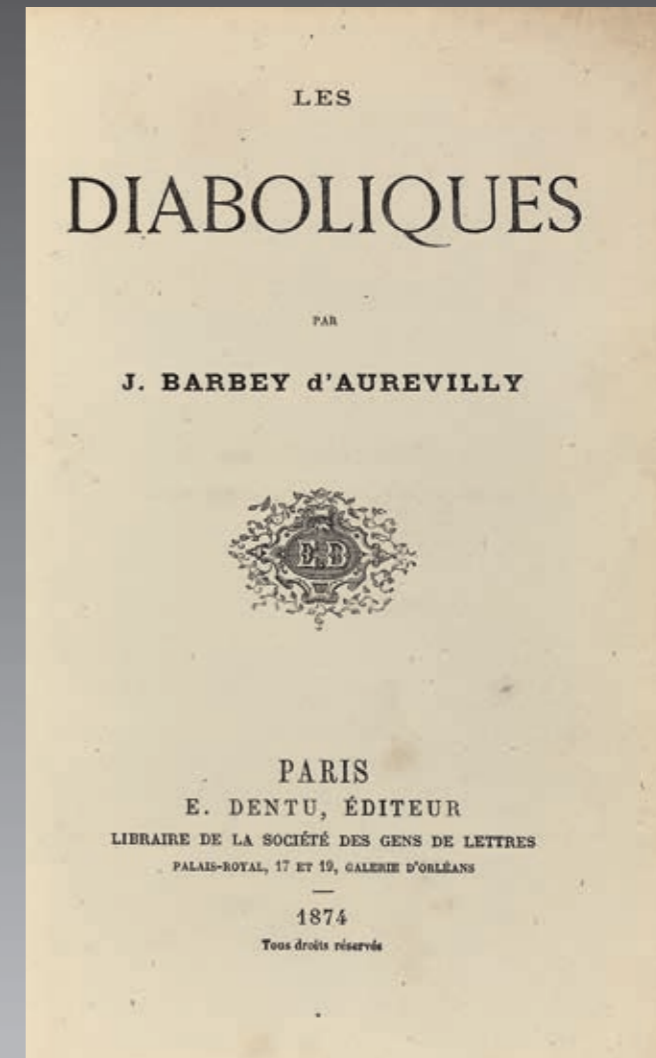 LES
DIABOLIQUES
PAR
J. BARBEY d'AUREVILLY
E D
PARIS
E. DENTU, ÉDITEUR
LIBRAIRE DE LA SOCIÉTÉ DES GENS DE LETTRES
PALAIS-ROYAL, 17 ET 19, GALERIE D'ORLÉANS
1874
Tous droits réservés